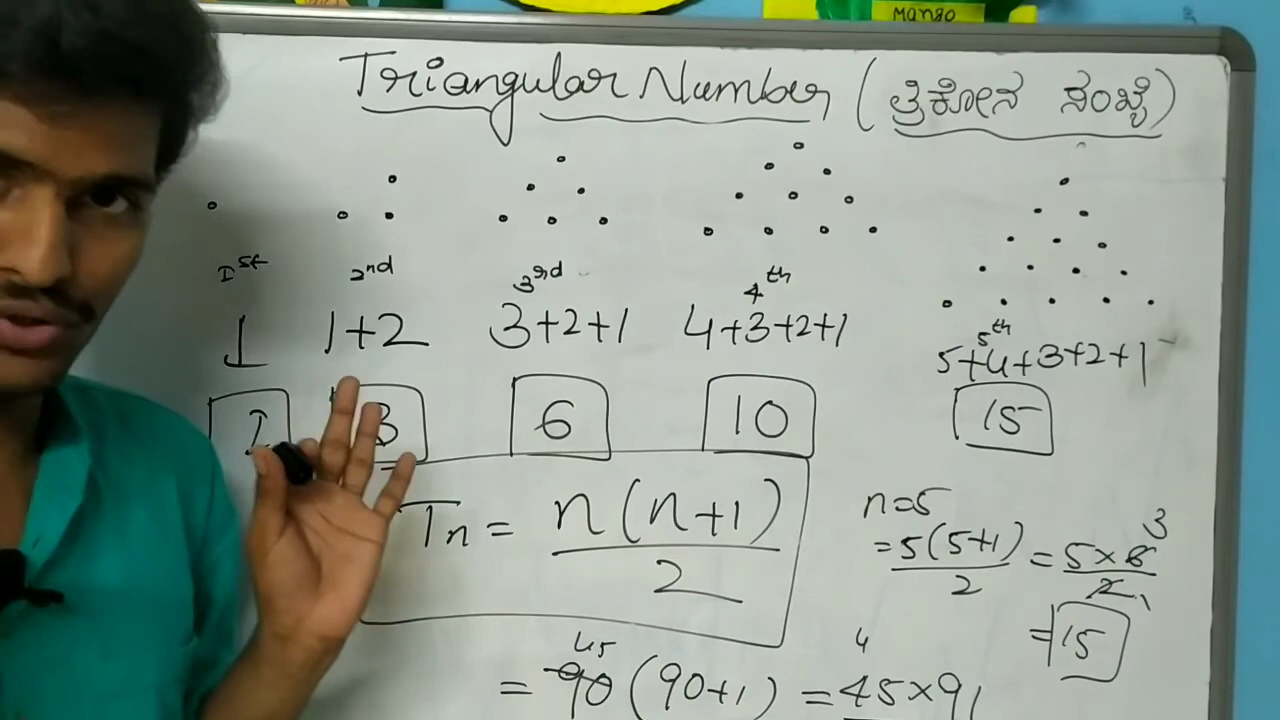 Mango
Triangular Number (ತ್ರಿಕೋನ ಸಂಖ್ಯೆ)
1st 2nd 3rd 4th 5th
1 1+2 3+2+1 4+3+2+1 5+4+3+2+1
1 3 6 10 15
Tn = n(n+1)/2
n=5
= 5(5+1)/2 = 5×6/2 3 1
= 15
45 4
= 90(90+1) = 45×91